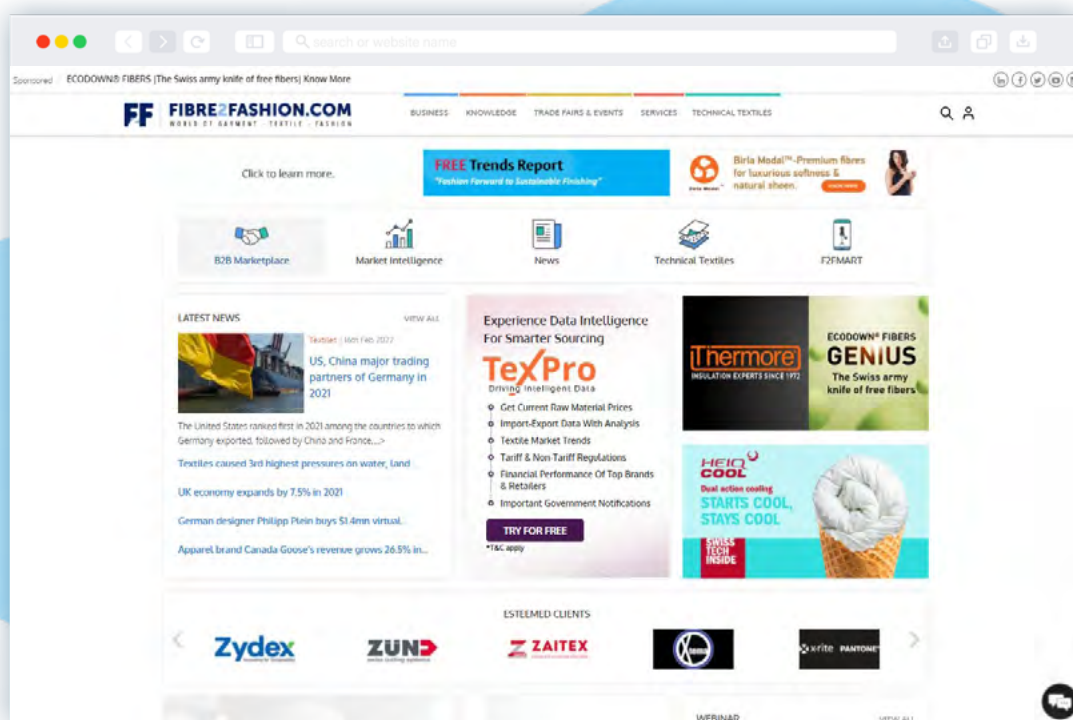 search or website name
Sponsored ECODOWN® FIBERS |The Swiss army knife of free fibers| Know More
F2F FIBRE2FASHION.COM
WORLD OF GARMENT - TEXTILE - FASHION
BUSINESS KNOWLEDGE TRADE FAIRS & EVENTS SERVICES TECHNICAL TEXTILES
Click to learn more.
FREE Trends Report
"Fashion Forward to Sustainable Finishing"
Birla Modal™-Premium fibres
for luxurious softness &
natural sheen.
B2B Marketplace
Market Intelligence
News
Technical Textiles
F2FMART
LATEST NEWS VIEW ALL
Textiles | 16th Feb 2022
US, China major trading
partners of Germany in
2021
The United States ranked first in 2021 among the countries to which
Germany exported, followed by China and France,...>
Textiles caused 3rd highest pressures on water, land ...
UK economy expands by 7.5% in 2021
German designer Philipp Plein buys $1.4mn virtual...
Apparel brand Canada Goose's revenue grows 26.5% in...
Experience Data Intelligence
For Smarter Sourcing
TexPro
Driving Intelligent Data
Get Current Raw Material Prices
Import-Export Data With Analysis
Textile Market Trends
Tariff & Non-Tariff Regulations
Financial Performance Of Top Brands
& Retailers
Important Government Notifications
TRY FOR FREE
*T&C apply
Thermore
INSULATION EXPERTS SINCE 1972
ECODOWN® FIBERS
GENIUS
The Swiss army
knife of free fibers
HEIQ
COOL
Dual action cooling
STARTS COOL,
STAYS COOL
SWISS
TECH
INSIDE
ESTEEMED CLIENTS
Zydex
ZUND
swiss cutting systems
ZAITEX
Xtema
x-rite PANTONE
WEBINAR VIEW ALL